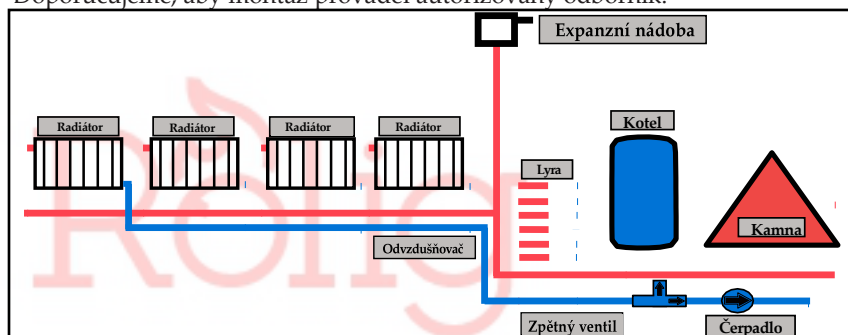 Doporučujeme, aby montáž prováděl autorizovaný odborník.
Expanzní nádoba
Radiátor
Radiátor
Radiátor
Radiátor
Kotel
Lyra
Kamna
Odvzdušňovač
Zpětný ventil
Čerpadlo
Rolig